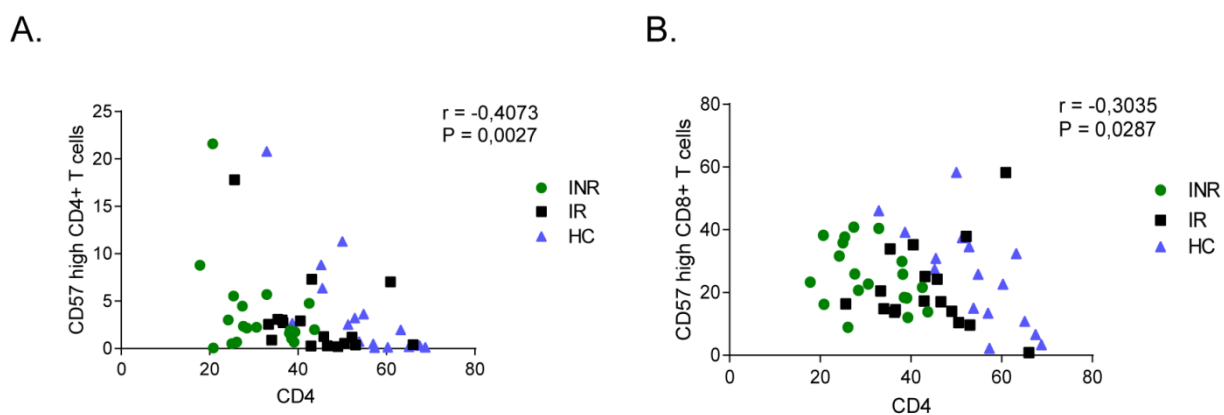 A.
r = -0,4073
P = 0,0027
CD57 high CD4+ T cells
25
20
15
10
5
0
0 20 40 60 80
CD4
INR
IR
HC
B.
r = -0,3035
P = 0,0287
CD57 high CD8+ T cells
80
60
40
20
0
0 20 40 60 80
CD4
INR
IR
HC